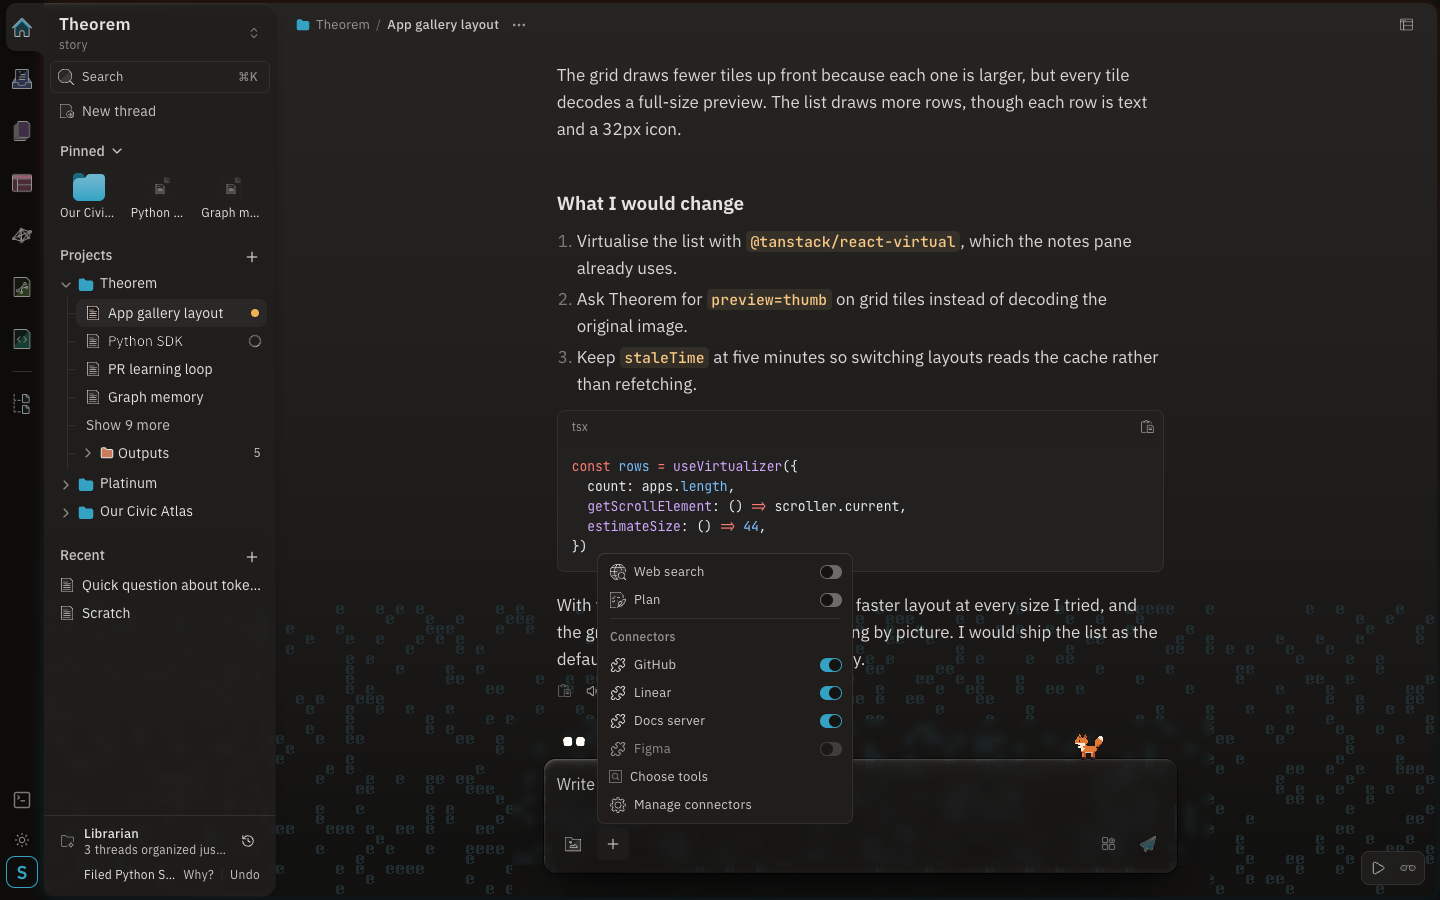 Theorem
story
Search ⌘K
New thread
Pinned
Our Civi...
Python ...
Graph m...
Projects
Theorem
App gallery layout
Python SDK
PR learning loop
Graph memory
Show 9 more
Outputs 5
Platinum
Our Civic Atlas
Recent
Quick question about toke...
Scratch
Librarian
3 threads organized jus...
Filed Python S... Why? Undo
S
Theorem / App gallery layout
The grid draws fewer tiles up front because each one is larger, but every tile
decodes a full-size preview. The list draws more rows, though each row is text
and a 32px icon.
What I would change
1. Virtualise the list with @tanstack/react-virtual, which the notes pane
already uses.
2. Ask Theorem for preview=thumb on grid tiles instead of decoding the
original image.
3. Keep staleTime at five minutes so switching layouts reads the cache rather
than refetching.
tsx
const rows = useVirtualizer({
count: apps.length,
getScrollElement: () => scroller.current,
estimateSize: () => 44,
})
With faster layout at every size I tried, and
the by picture. I would ship the list as the
Web search
Plan
Connectors
GitHub
Linear
Docs server
Figma
Choose tools
Manage connectors
Write